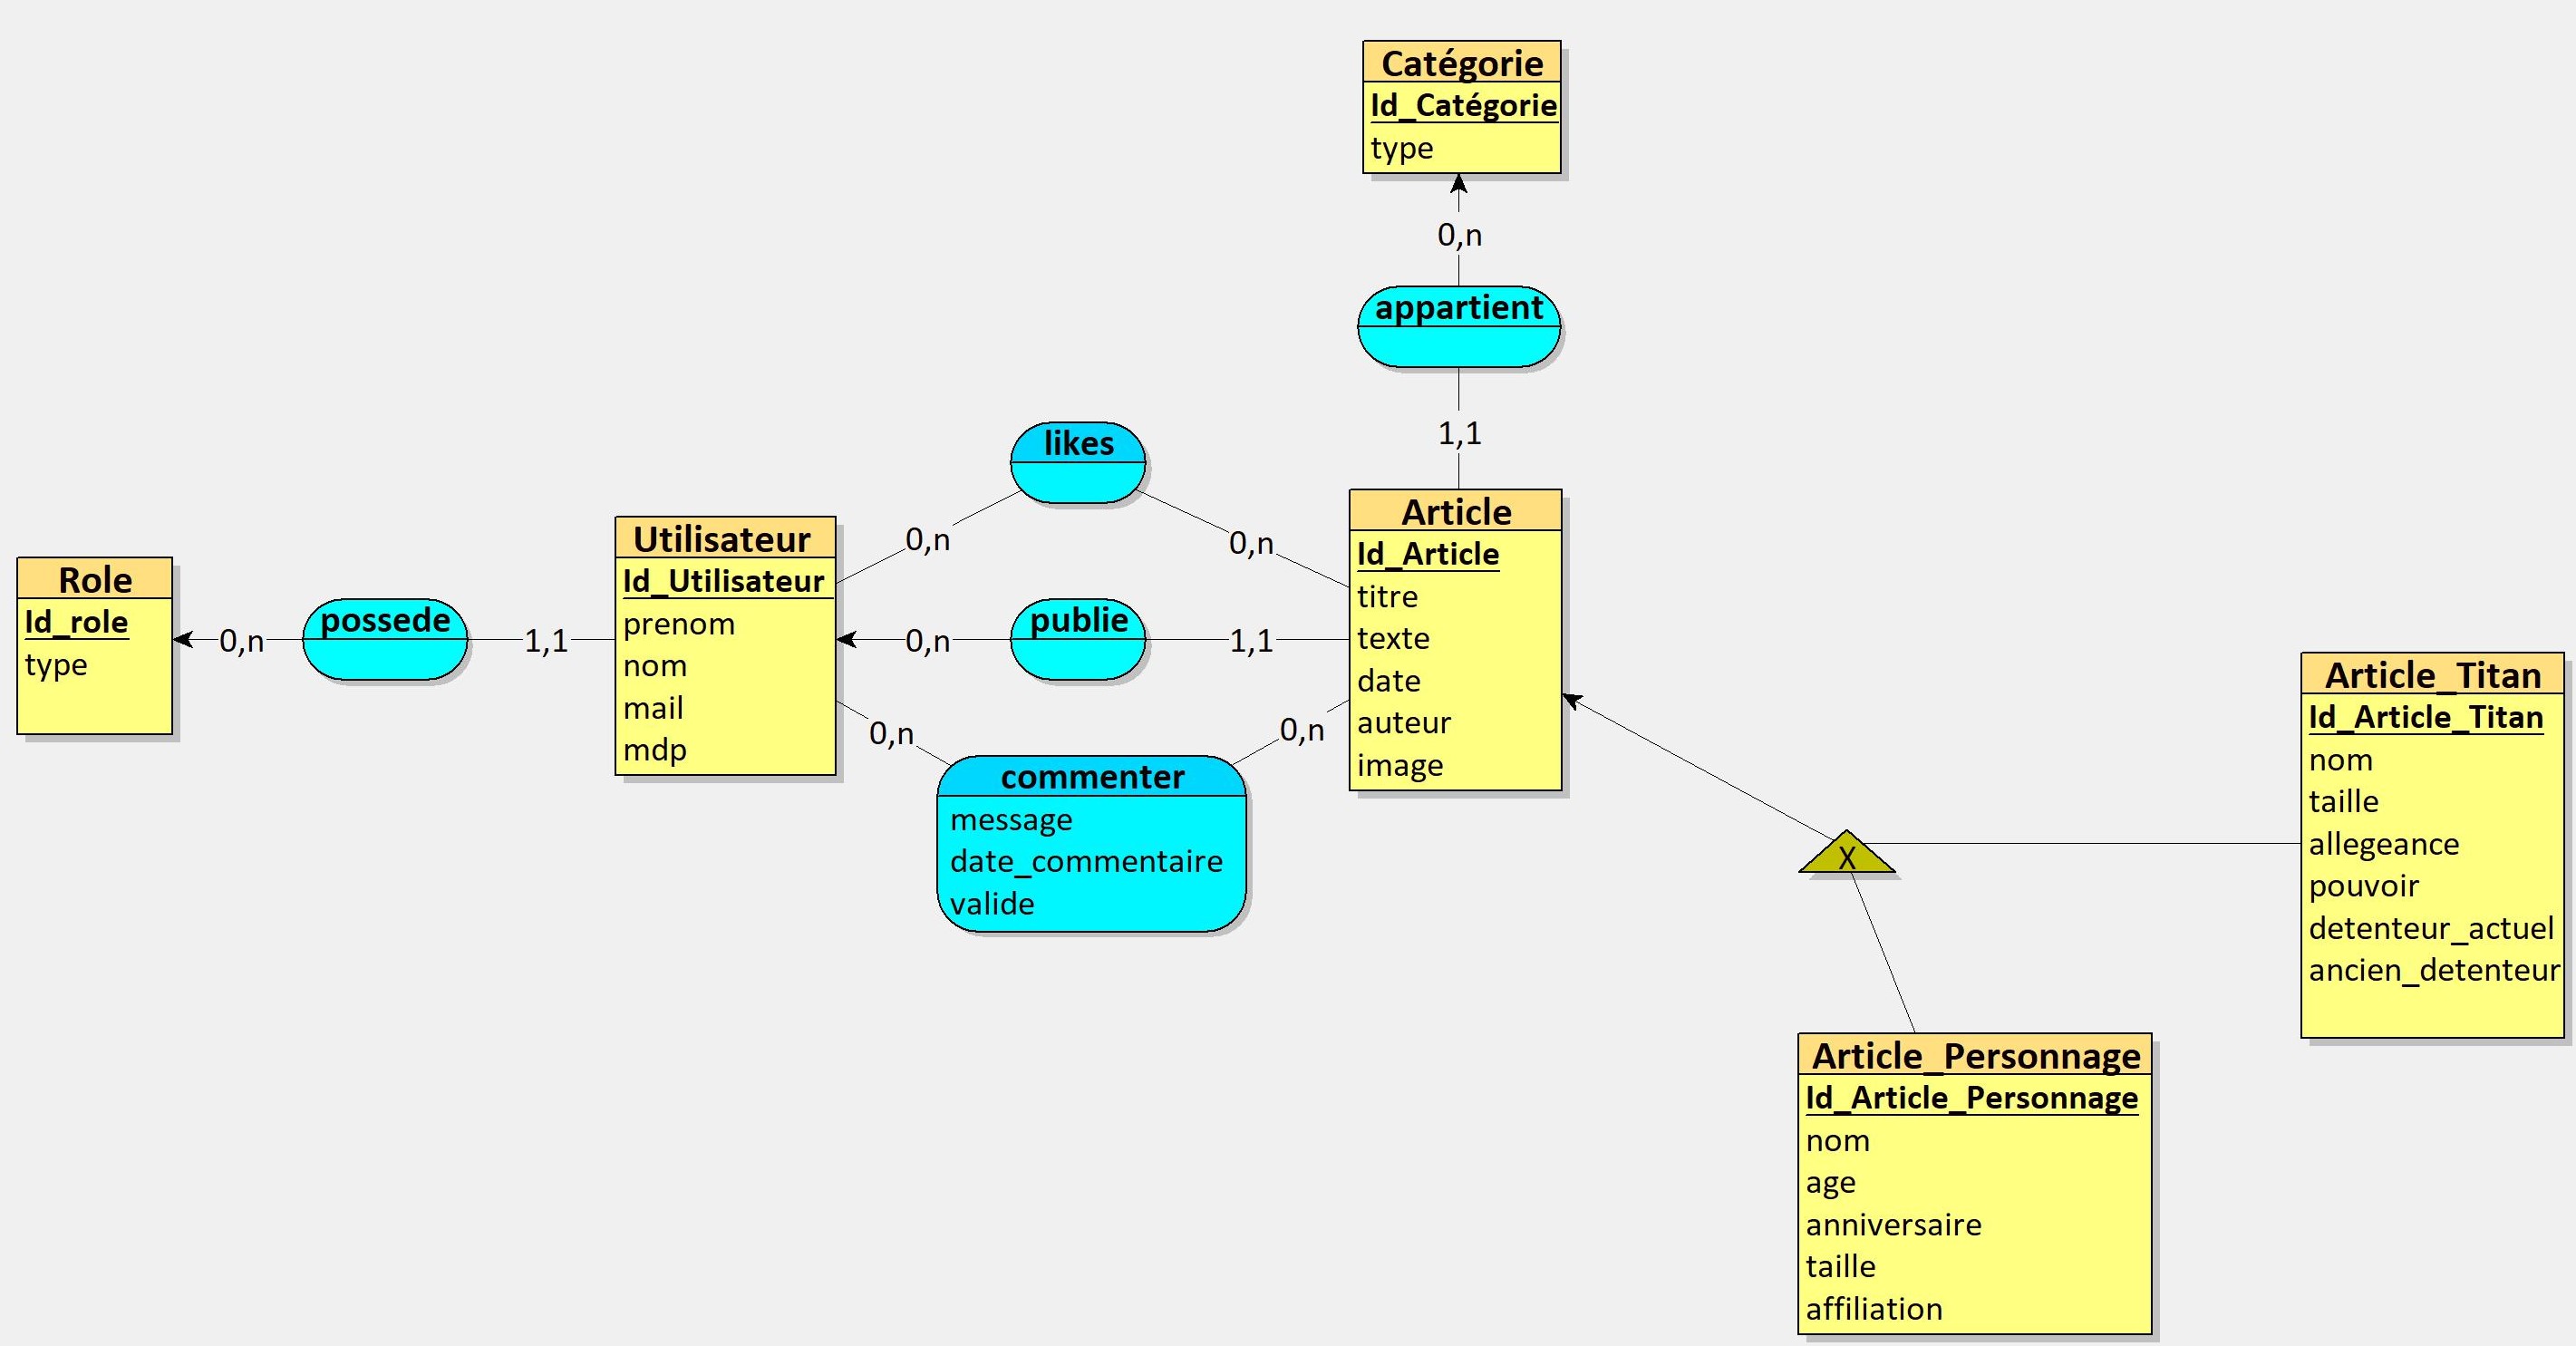 Catégorie
Id_Catégorie
type
0,n
appartient
1,1
likes
0,n
0,n
Role
Id_role
type
0,n
possede
1,1
Utilisateur
Id_Utilisateur
prenom
nom
mail
mdp
0,n
publie
1,1
0,n
0,n
commenter
message
date_commentaire
valide
Article
Id_Article
titre
texte
date
auteur
image
X
Article_Titan
Id_Article_Titan
nom
taille
allegeance
pouvoir
detenteur_actuel
ancien_detenteur
Article_Personnage
Id_Article_Personnage
nom
age
anniversaire
taille
affiliation